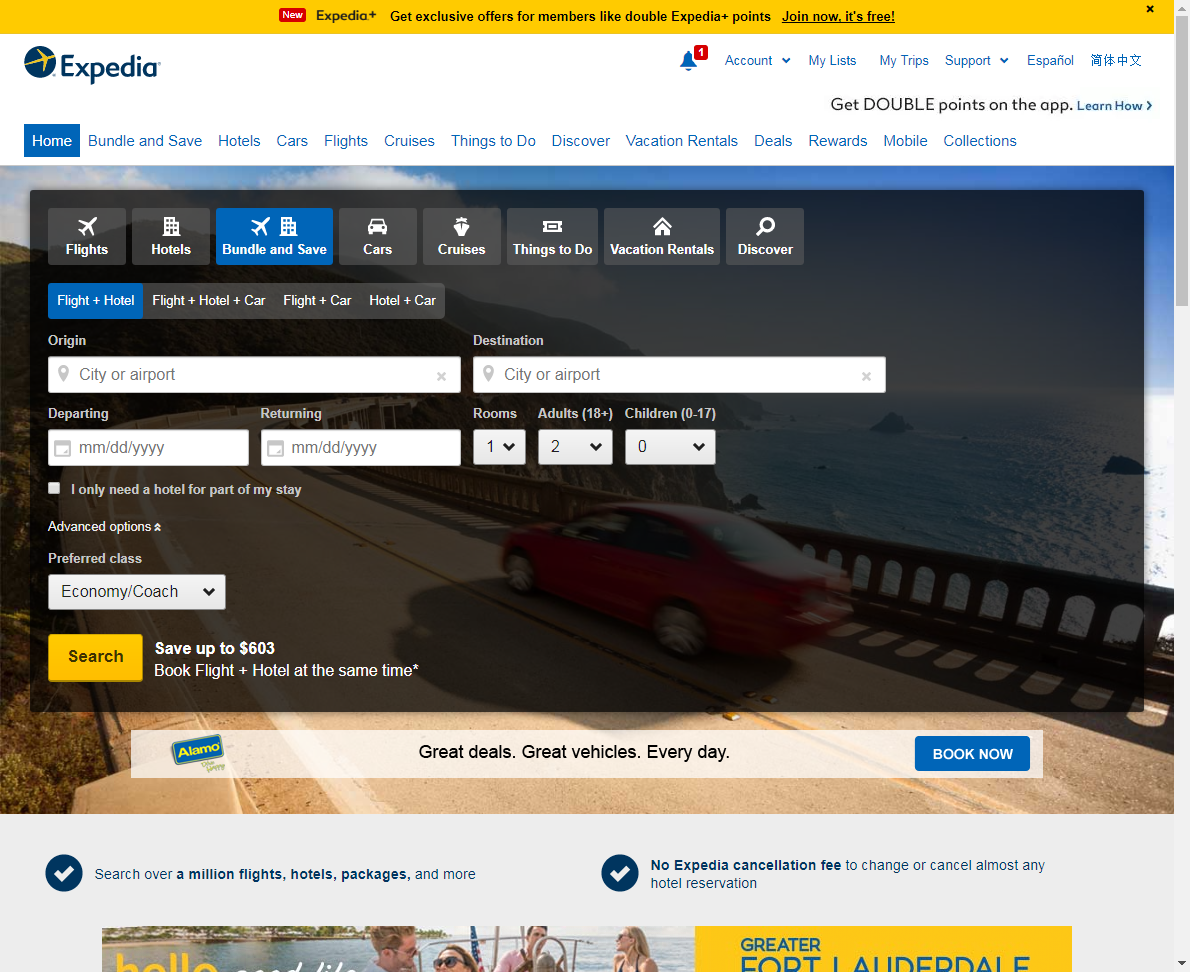 New Expedia+ Get exclusive offers for members like double Expedia+ points Join now, it's free! ×
Expedia
1 Account My Lists My Trips Support Español 简体中文
Get DOUBLE points on the app. Learn How
Home Bundle and Save Hotels Cars Flights Cruises Things to Do Discover Vacation Rentals Deals Rewards Mobile Collections
Flights Hotels Bundle and Save Cars Cruises Things to Do Vacation Rentals Discover
Flight + Hotel Flight + Hotel + Car Flight + Car Hotel + Car
Origin Destination
City or airport × City or airport ×
Departing Returning Rooms Adults (18+) Children (0-17)
mm/dd/yyyy mm/dd/yyyy 1 2 0
I only need a hotel for part of my stay
Advanced options
Preferred class
Economy/Coach
Search Save up to $603
Book Flight + Hotel at the same time*
Alamo Great deals. Great vehicles. Every day. BOOK NOW
Search over a million flights, hotels, packages, and more
No Expedia cancellation fee to change or cancel almost any
hotel reservation
GREATER
hello good life FORT LAUDERDALE